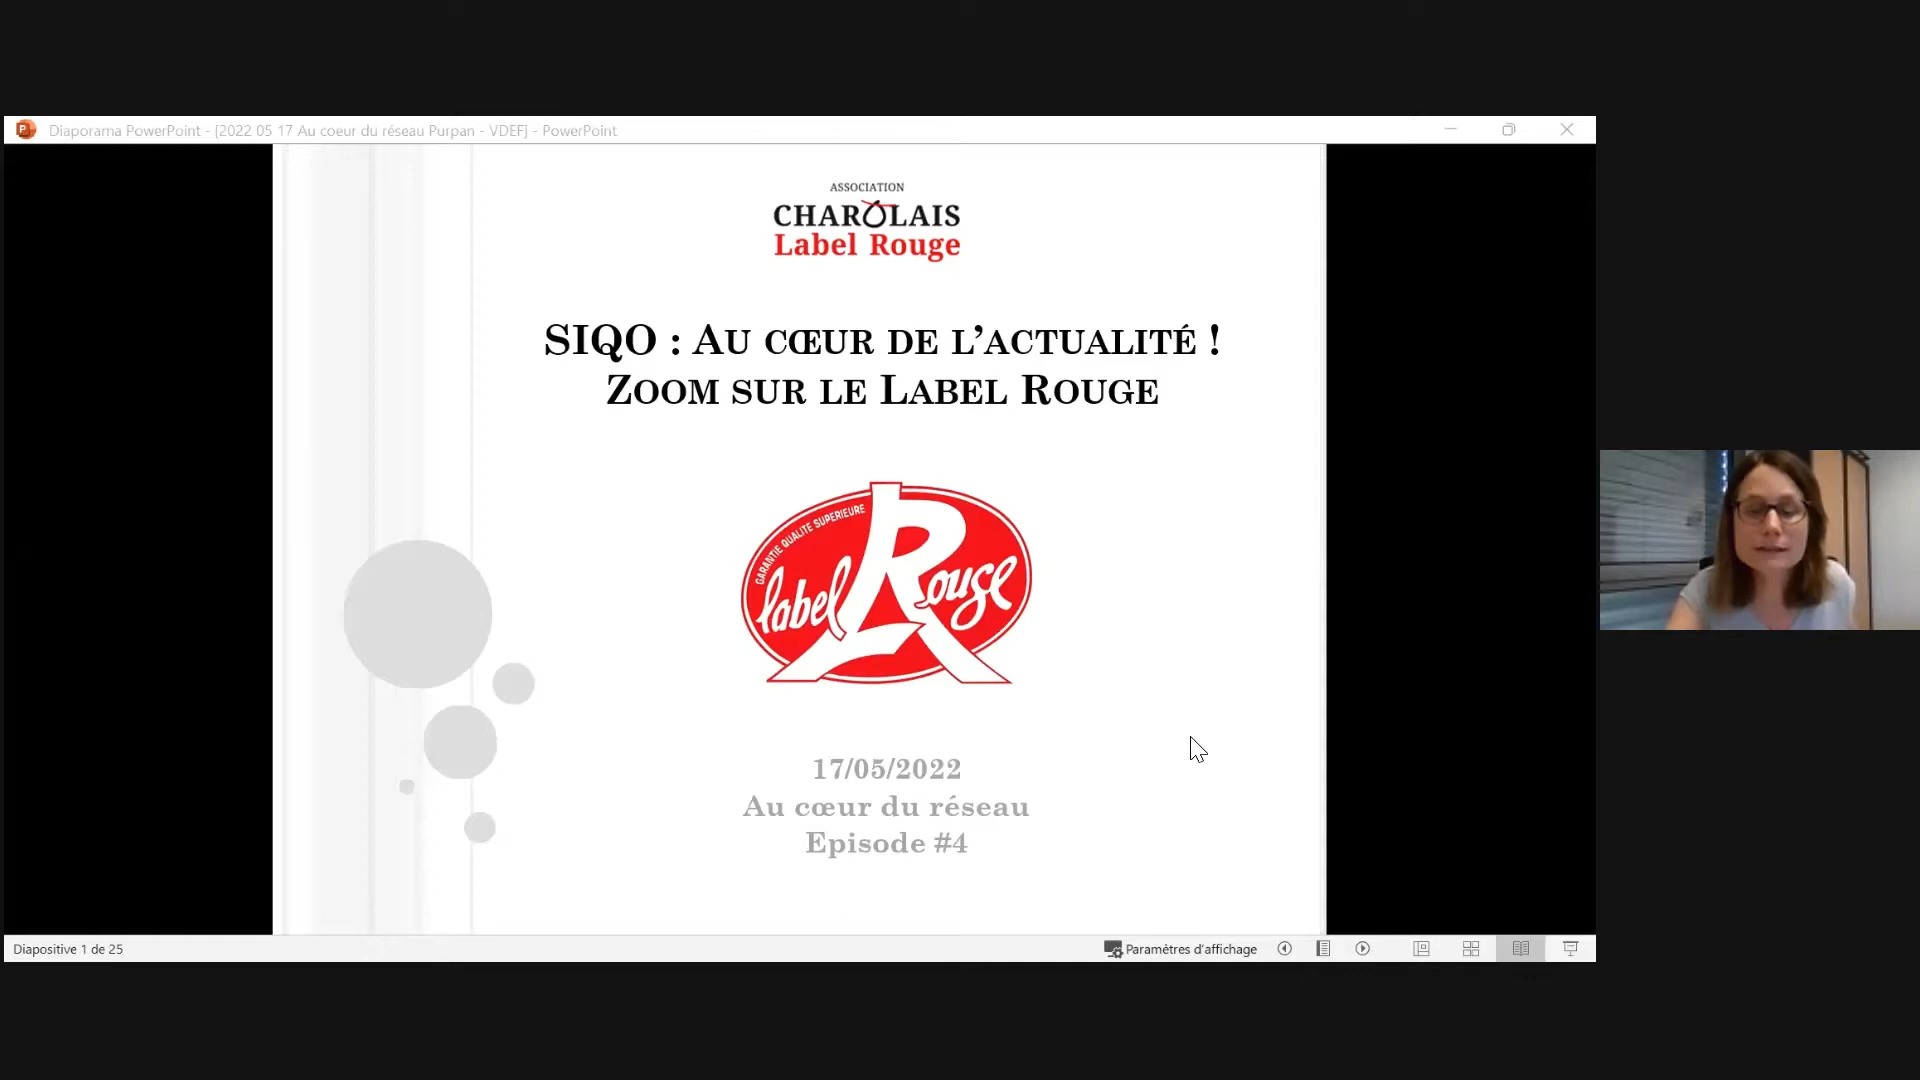 Diaporama PowerPoint - [2022 05 17 Au coeur du réseau Purpan - VDEF] - PowerPoint
ASSOCIATION
CHAROLAIS
Label Rouge
SIQO : AU CŒUR DE L’ACTUALITÉ !
ZOOM SUR LE LABEL ROUGE
GARANTIE QUALITE SUPERIEURE
label Rouge
17/05/2022
Au cœur du réseau
Episode #4
Diapositive 1 de 25
Paramètres d’affichage